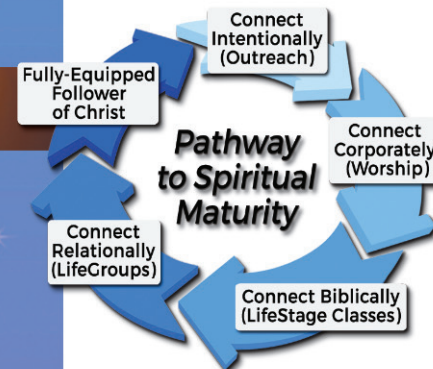 Connect
Intentionally
(Outreach)
Fully-Equipped
Follower
of Christ
Pathway
to Spiritual
Maturity
Connect
Corporately
(Worship)
Connect
Relationally
(LifeGroups)
Connect Biblically
(LifeStage Classes)